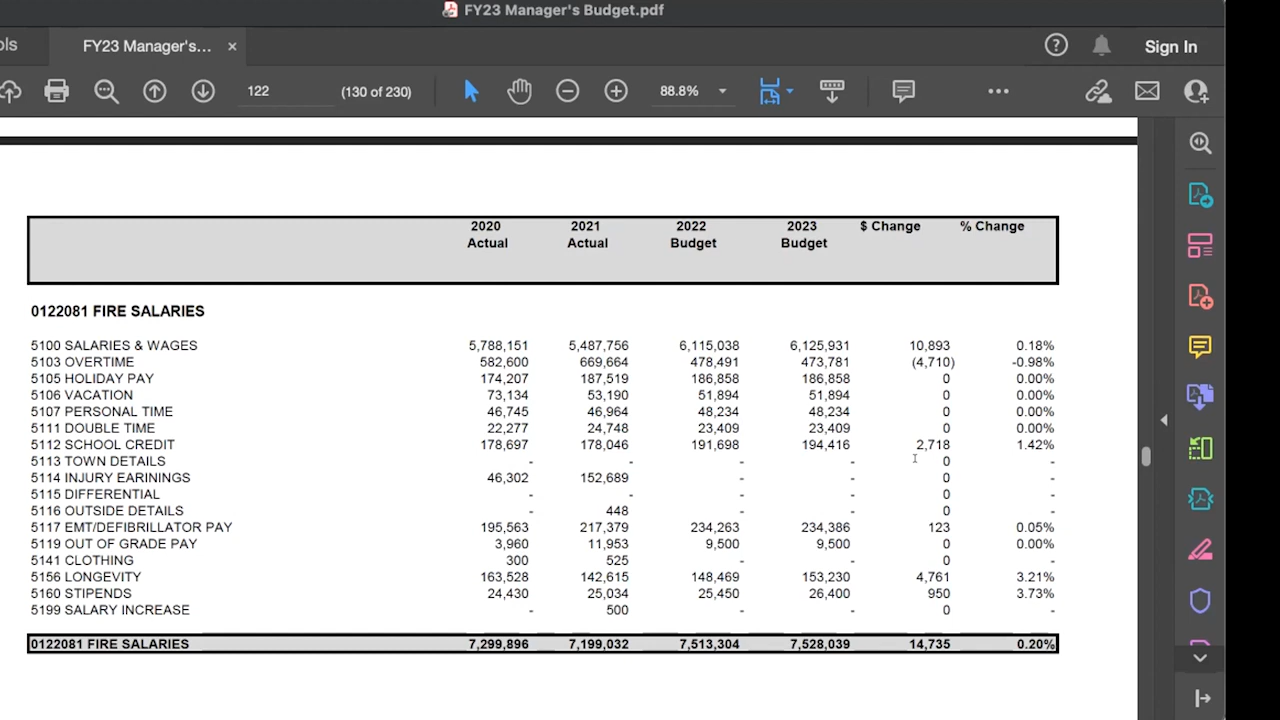 FY23 Manager's Budget.pdf
ols FY23 Manager's... × Sign In
122 (130 of 230) 88.8%
2020 2021 2022 2023 $ Change % Change
Actual Actual Budget Budget
0122081 FIRE SALARIES
5100 SALARIES & WAGES 5,788,151 5,487,756 6,115,038 6,125,931 10,893 0.18%
5103 OVERTIME 582,600 669,664 478,491 473,781 (4,710) -0.98%
5105 HOLIDAY PAY 174,207 187,519 186,858 186,858 0 0.00%
5106 VACATION 73,134 53,190 51,894 51,894 0 0.00%
5107 PERSONAL TIME 46,745 46,964 48,234 48,234 0 0.00%
5111 DOUBLE TIME 22,277 24,748 23,409 23,409 0 0.00%
5112 SCHOOL CREDIT 178,697 178,046 191,698 194,416 2,718 1.42%
5113 TOWN DETAILS - - - - 0 -
5114 INJURY EARININGS 46,302 152,689 - - 0 -
5115 DIFFERENTIAL - - - - 0 -
5116 OUTSIDE DETAILS - 448 - - 0 -
5117 EMT/DEFIBRILLATOR PAY 195,563 217,379 234,263 234,386 123 0.05%
5119 OUT OF GRADE PAY 3,960 11,953 9,500 9,500 0 0.00%
5141 CLOTHING 300 525 - - 0 -
5156 LONGEVITY 163,528 142,615 148,469 153,230 4,761 3.21%
5160 STIPENDS 24,430 25,034 25,450 26,400 950 3.73%
5199 SALARY INCREASE - 500 - - 0 -
0122081 FIRE SALARIES 7,299,896 7,199,032 7,513,304 7,528,039 14,735 0.20%